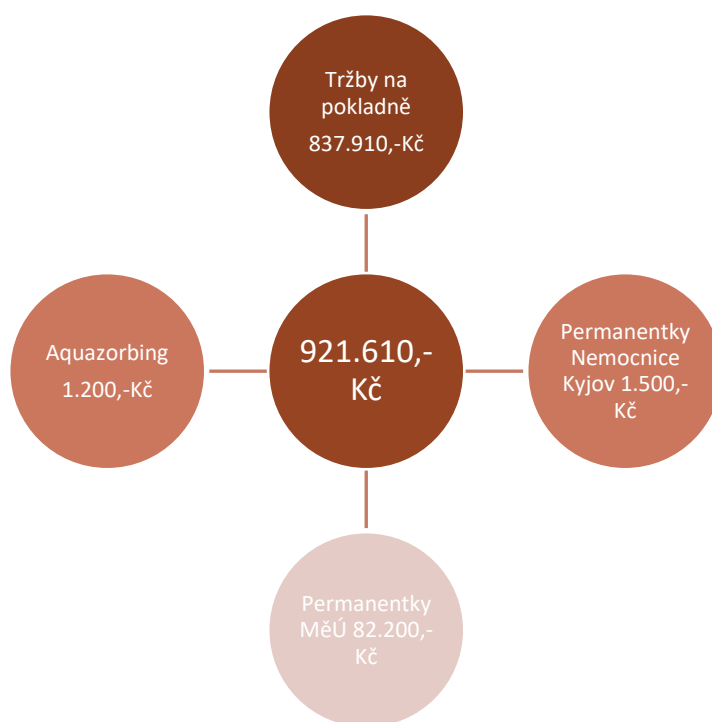 Tržby na
pokladně
837.910,-Kč
Aquazorbing
1.200,-Kč
921.610,-
Kč
Permanentky
Nemocnice
Kyjov 1.500,-
Kč
Permanentky
MěÚ 82.200,-
Kč